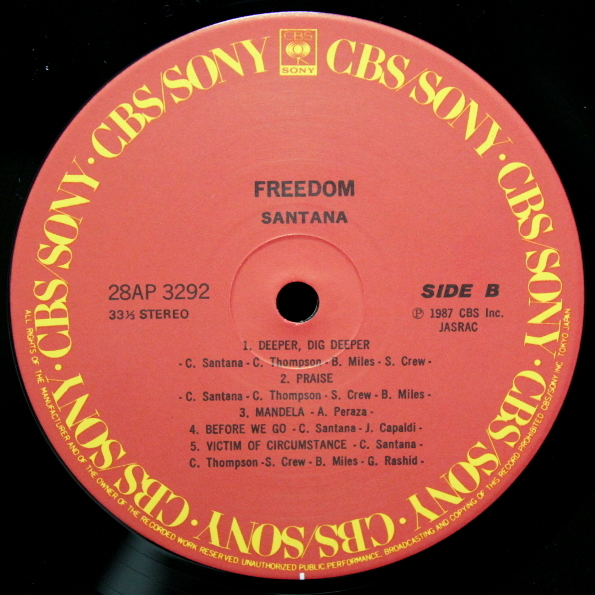 CBS/SONY · CBS/SONY · CBS/SONY · CBS/SONY · CBS/SONY · CBS/SONY · CBS/SONY · CBS/SONY
CBS
SONY
FREEDOM
SANTANA
28AP 3292
33⅓ STEREO
SIDE B
Ⓟ 1987 CBS Inc.
JASRAC
1. DEEPER, DIG DEEPER
- C. Santana - C. Thompson - B. Miles - S. Crew -
2. PRAISE
- C. Santana - C. Thompson - S. Crew - B. Miles -
3. MANDELA - A. Peraza -
4. BEFORE WE GO - C. Santana - J. Capaldi -
5. VICTIM OF CIRCUMSTANCE - C. Santana -
C. Thompson - S. Crew - B. Miles - G. Rashid -
ALL RIGHTS OF THE MANUFACTURER AND OF THE OWNER OF THE RECORDED WORK RESERVED. UNAUTHORIZED PUBLIC PERFORMANCE, BROADCASTING AND COPYING OF THIS RECORD PROHIBITED. CBS/SONY INC. TOKYO JAPAN